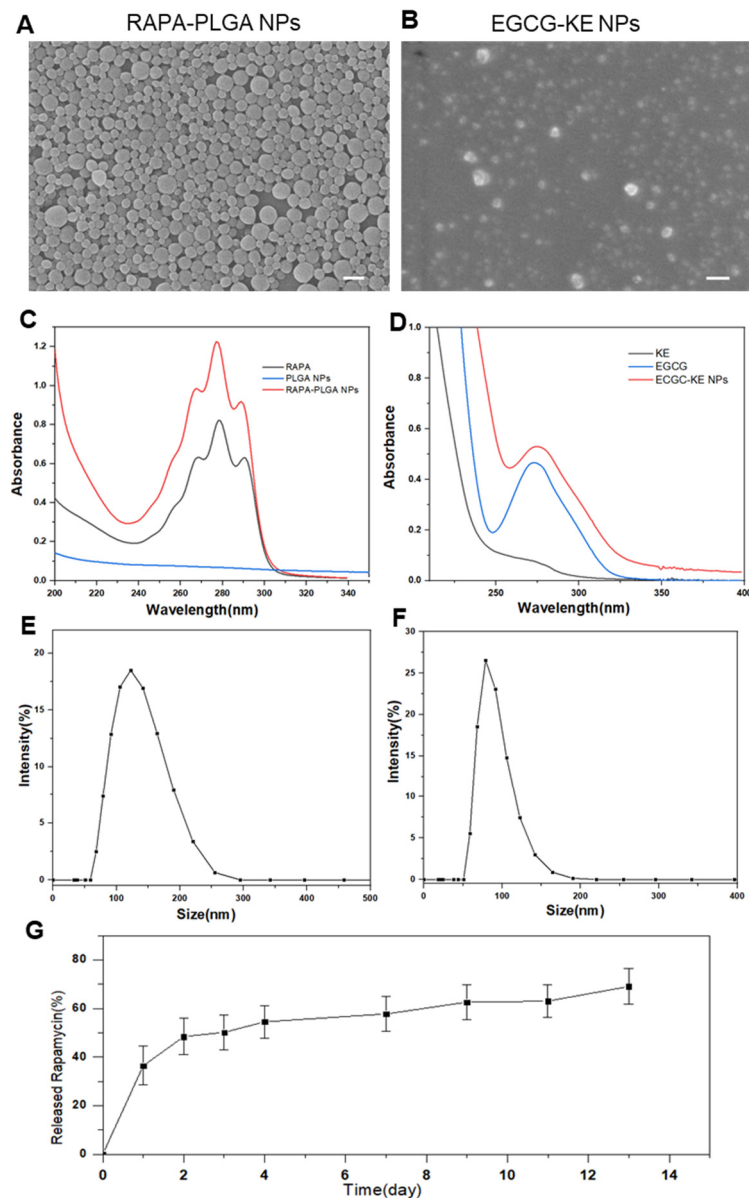 A
RAPA-PLGA NPs
B
EGCG-KE NPs
C
1.2
1.0
0.8
0.6
0.4
0.2
0.0
Absorbance
RAPA
PLGA NPs
RAPA-PLGA NPs
200 220 240 260 280 300 320 340
Wavelength(nm)
D
1.0
0.8
0.6
0.4
0.2
0.0
Absorbance
KE
EGCG
ECGC-KE NPs
250 300 350 400
Wavelength(nm)
E
20
15
10
5
0
Intensity(%)
0 100 200 300 400 500
Size(nm)
F
30
25
20
15
10
5
0
Intensity(%)
0 100 200 300 400
Size(nm)
G
80
60
40
20
0
Released Rapamycin(%)
0 2 4 6 8 10 12 14
Time(day)